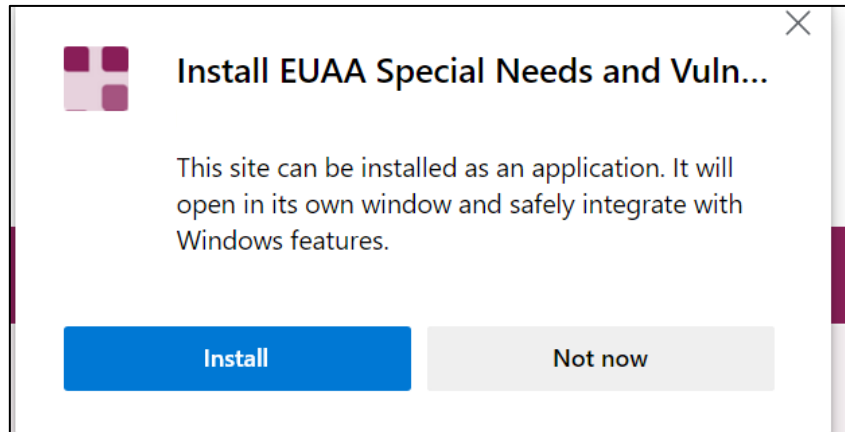 Install EUAA Special Needs and Vuln...
This site can be installed as an application. It will
open in its own window and safely integrate with
Windows features.
Install
Not now